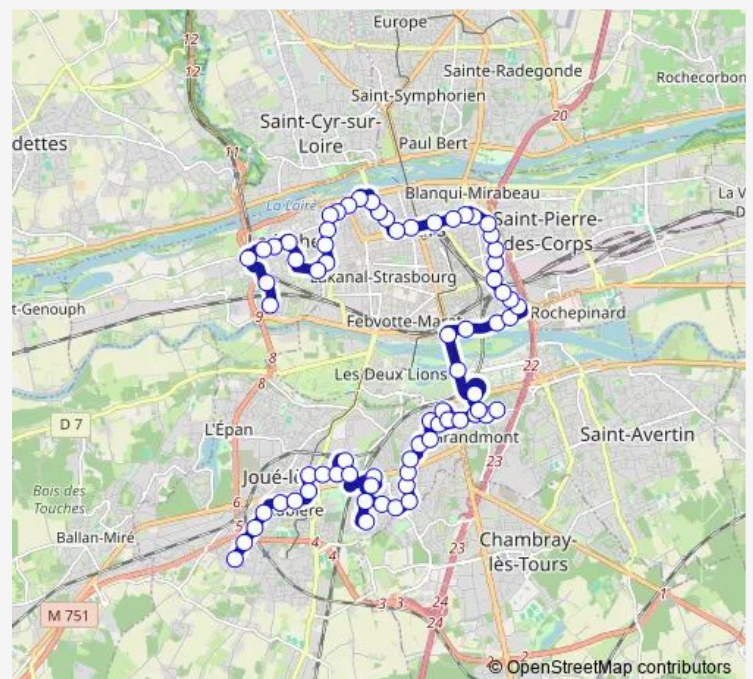 Europe
12
12
Sainte-Radegonde
Rochecorbon
Saint-Symphorien
20
Saint-Cyr-sur-
Loire
dettes
Paul Bert
11
La Loire
Blanqui-Mirabeau
La V
Saint-Pierre-
des-Corps
Lakanal-Strasbourg
t-Genouph
9
Febvotte-Marat
Rochepinard
8
8
Les Deux Lions
22
D 7
L'Épan
Grandmont
Saint-Avertin
23
Joué-l
Bois des
Touches
6
5
Ballan-Miré
4
4
23
Chambray-
lès-Tours
M 751
3
3
24
24
1
2
2
© OpenStreetMap contributors